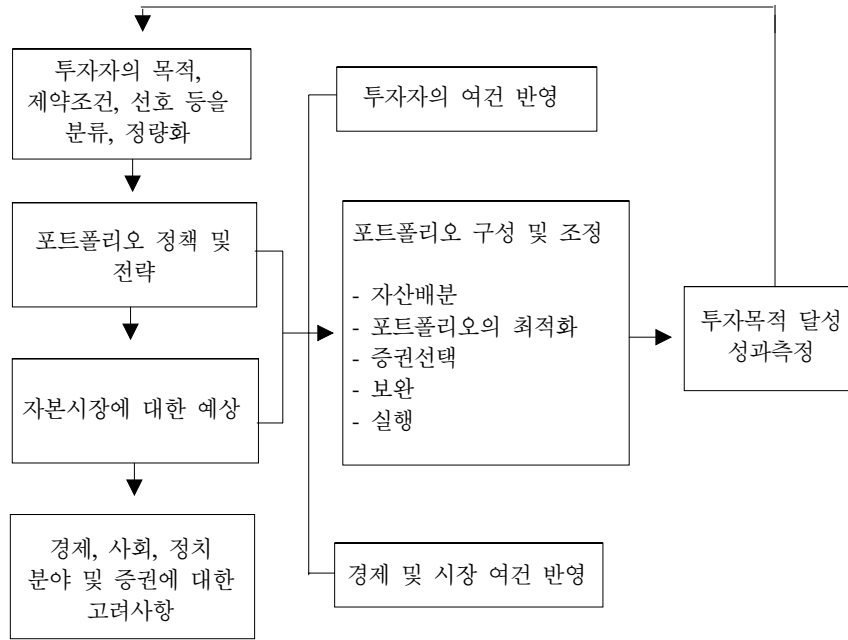 투자자의 목적,
제약조건, 선호 등을
분류, 정량화
포트폴리오 정책 및
전략
자본시장에 대한 예상
경제, 사회, 정치
분야 및 증권에 대한
고려사항
투자자의 여건 반영
포트폴리오 구성 및 조정
- 자산배분
- 포트폴리오의 최적화
- 증권선택
- 보완
- 실행
경제 및 시장 여건 반영
투자목적 달성
성과측정